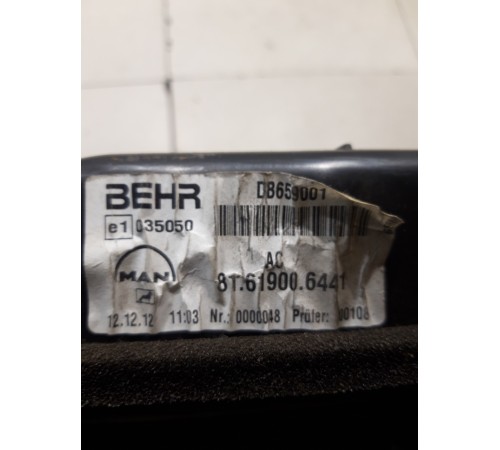 BEHR D8659001
e1 035050
AC
MAN 81.61900.6441
12.12.12 11:03 Nr.: 0000048 Prüfer: 00108